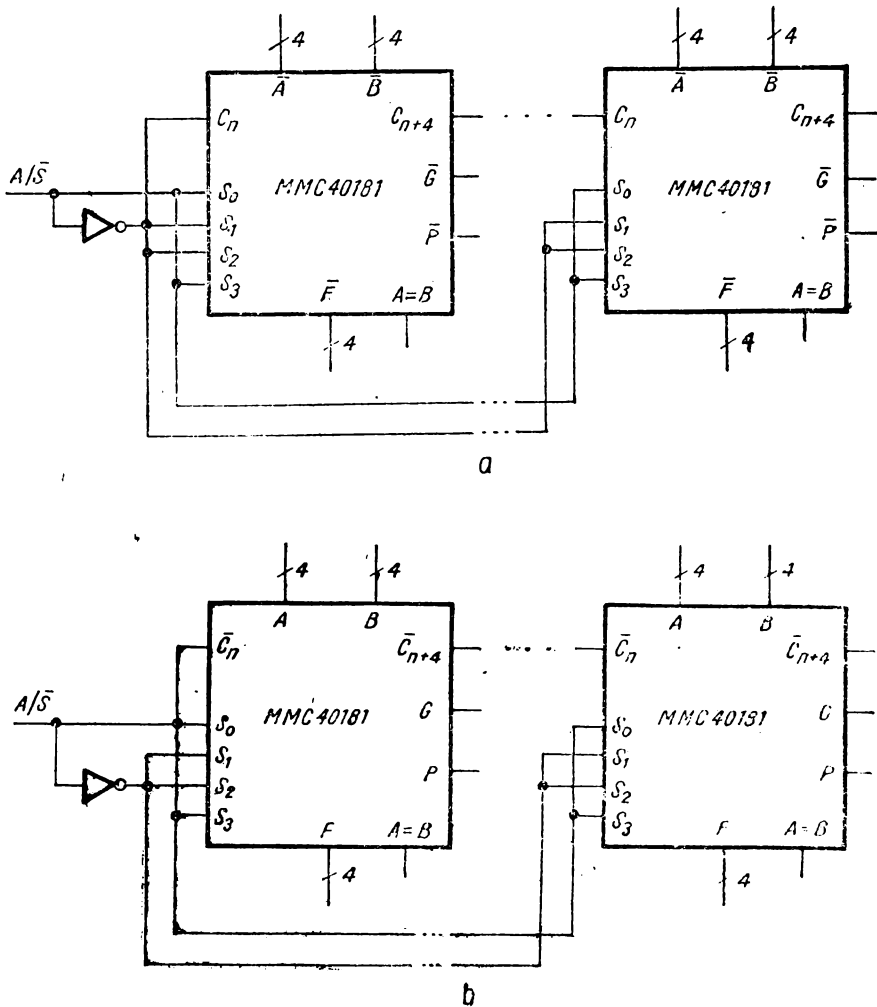 4 4 4 4
Ā B̄ Ā B̄
Cₙ Cₙ₊₄ Cₙ Cₙ₊₄
A/S̄
S₀ MMC40181 Ḡ S₀ MMC40181 Ḡ
S₁ P̄ S₁ P̄
S₂ S₂
S₃ F̄ A=B S₃ F̄ A=B
4 4
a
4 4 4 4
A B A B
C̄ₙ C̄ₙ₊₄ C̄ₙ C̄ₙ₊₄
A/S̄
S₀ MMC40181 G S₀ MMC40181 G
S₁ P S₁ P
S₂ S₂
S₃ F A=B S₃ F A=B
4 4
b